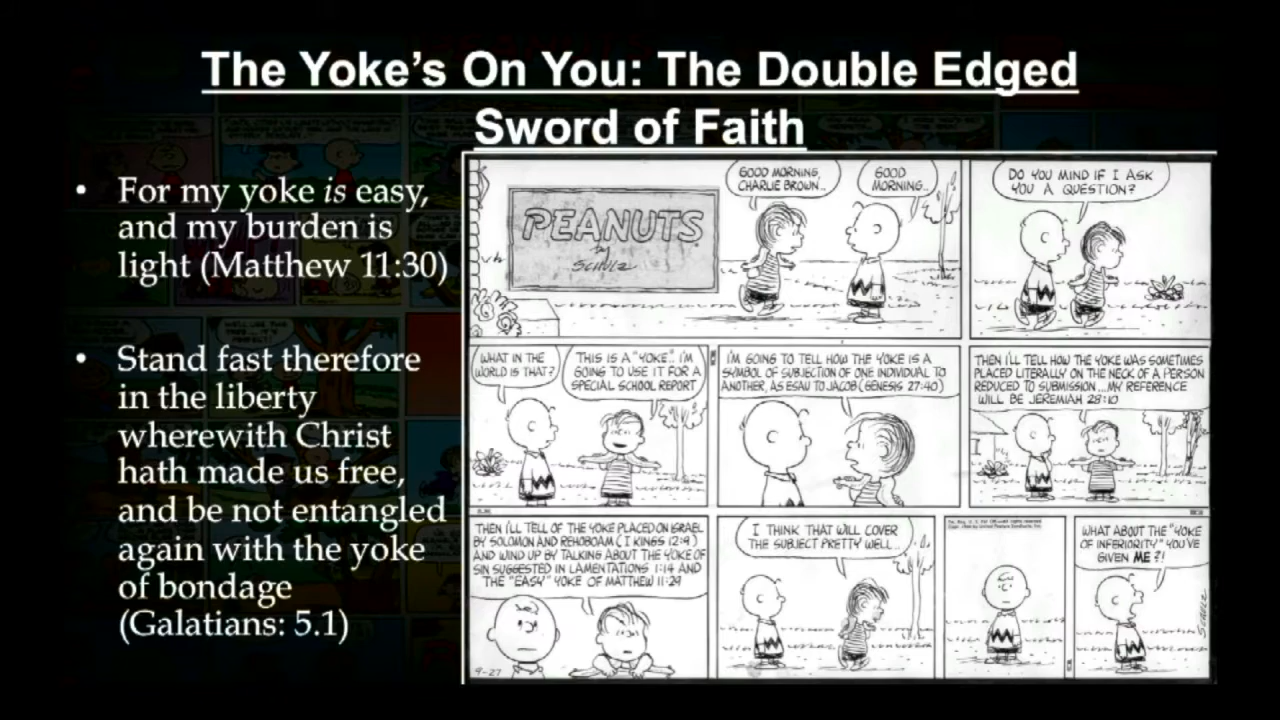 The Yoke’s On You: The Double Edged
Sword of Faith
• For my yoke is easy,
and my burden is
light (Matthew 11:30)
• Stand fast therefore
in the liberty
wherewith Christ
hath made us free,
and be not entangled
again with the yoke
of bondage
(Galatians: 5.1)
PEANUTS
by
SCHULZ
GOOD MORNING,
CHARLIE BROWN..
GOOD
MORNING..
DO YOU MIND IF I ASK
YOU A QUESTION?
WHAT IN THE
WORLD IS THAT?
THIS IS A "YOKE". I'M
GOING TO USE IT FOR A
SPECIAL SCHOOL REPORT
I'M GOING TO TELL HOW THE YOKE IS A
SYMBOL OF SUBJECTION OF ONE INDIVIDUAL TO
ANOTHER, AS ESAU TO JACOB (GENESIS 27:40)
THEN I'LL TELL HOW THE YOKE WAS SOMETIMES
PLACED LITERALLY ON THE NECK OF A PERSON
REDUCED TO SUBMISSION...MY REFERENCE
WILL BE JEREMIAH 28:10
THEN I'LL TELL OF THE YOKE PLACED ON ISRAEL
BY SOLOMON AND REHOBOAM (I KINGS 12:9)
AND WIND UP BY TALKING ABOUT THE YOKE OF
SIN SUGGESTED IN LAMENTATIONS 1:14 AND
THE "EASY" YOKE OF MATTHEW 11:29
9-27
I THINK THAT WILL COVER
THE SUBJECT PRETTY WELL..
WHAT ABOUT THE "YOKE
OF INFERIORITY" YOU'VE
GIVEN ME ?!
SCHULZ